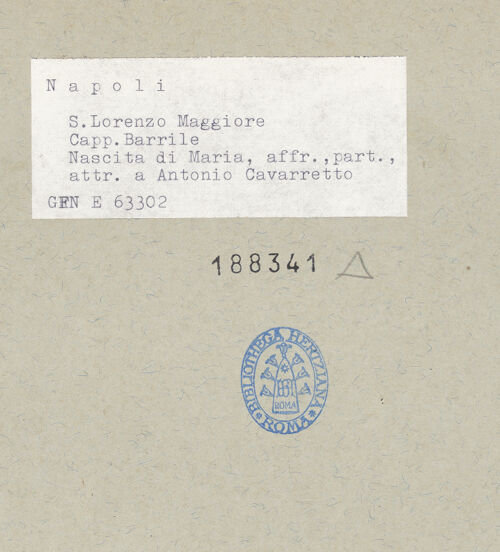 Napoli
S.Lorenzo Maggiore
Capp.Barrile
Nascita di Maria, affr.,part.,
attr. a Antonio Cavarretto
GFN E 63302
188341
BIBLIOTHECA HERTZIANA
ROMA
ROMA